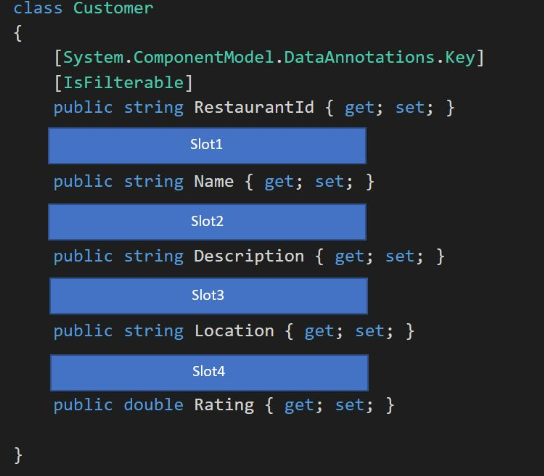 class Customer
{
[System.ComponentModel.DataAnnotations.Key]
[IsFilterable]
public string RestaurantId { get; set; }
Slot1
public string Name { get; set; }
Slot2
public string Description { get; set; }
Slot3
public string Location { get; set; }
Slot4
public double Rating { get; set; }
}